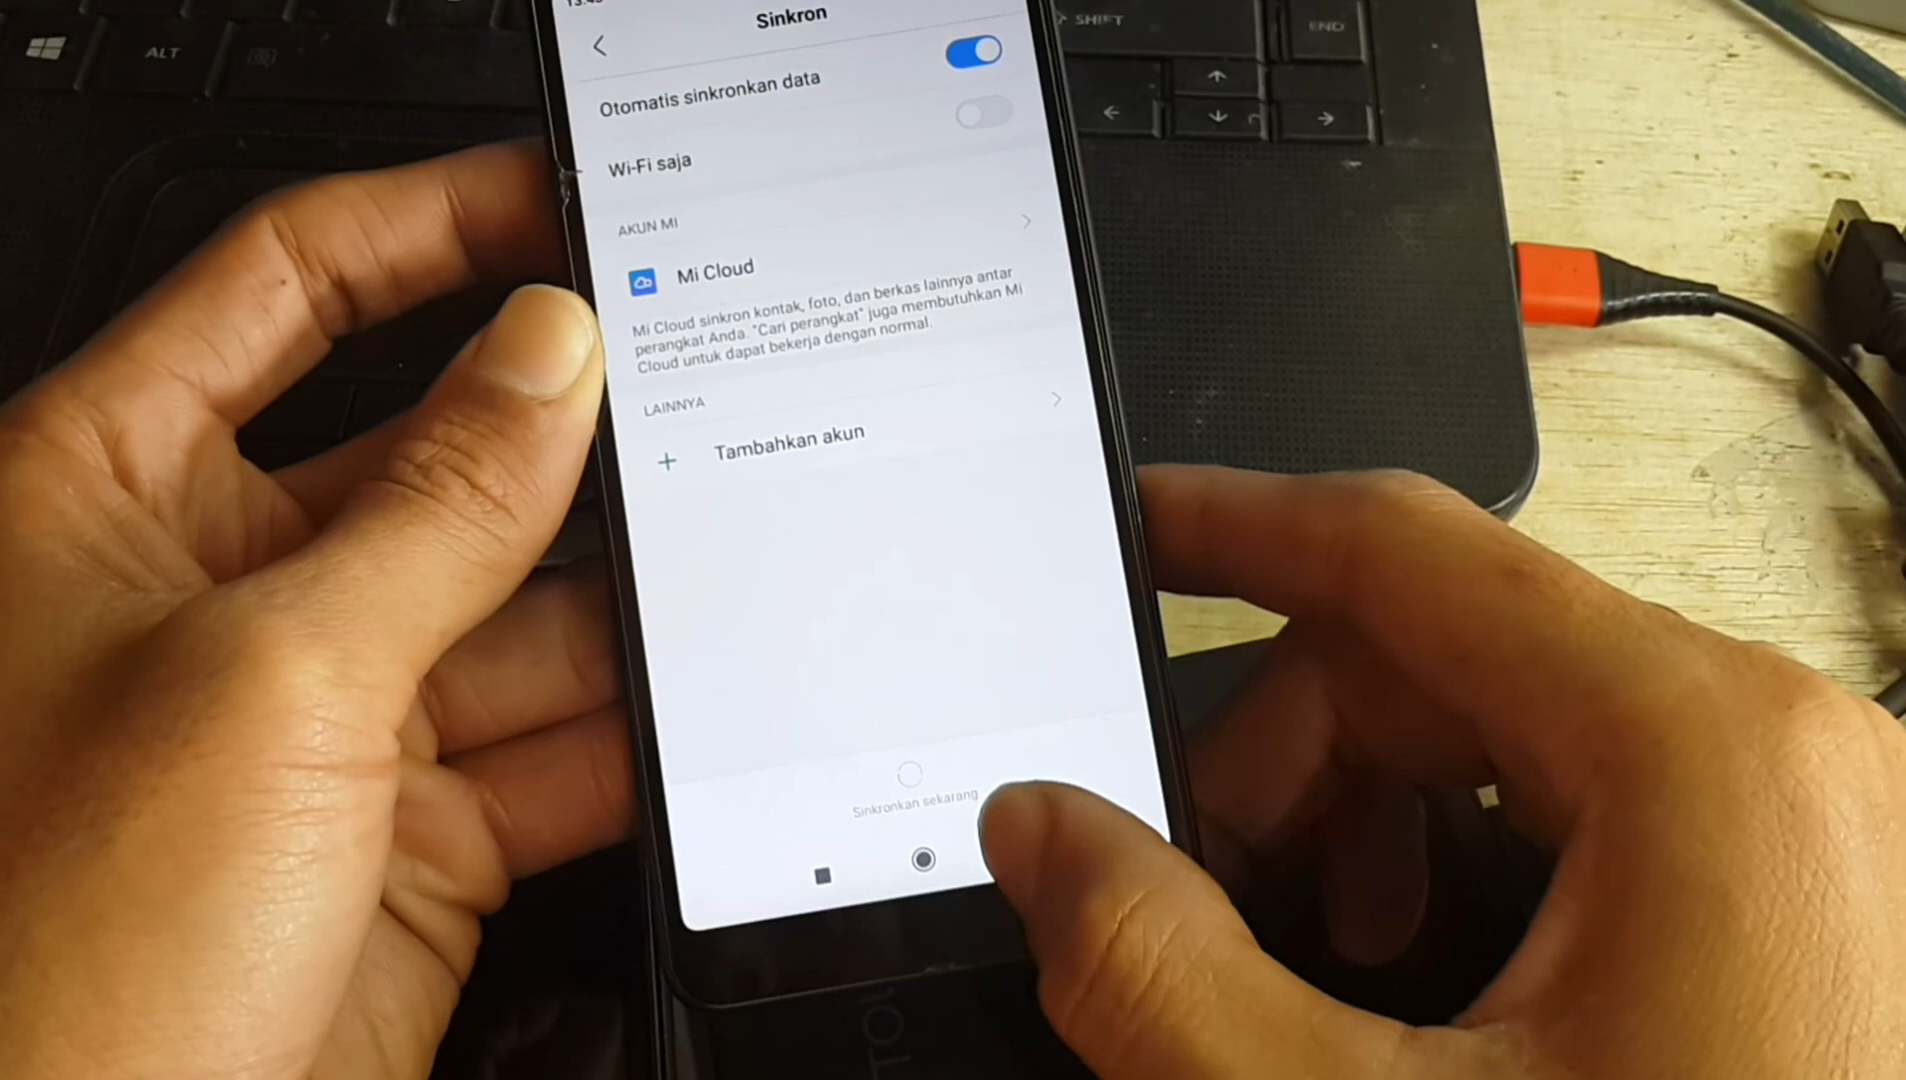 Sinkron
Otomatis sinkronkan data
Wi-Fi saja
AKUN MI
Mi Cloud
Mi Cloud sinkron kontak, foto, dan berkas lainnya antar
perangkat Anda. "Cari perangkat" juga membutuhkan Mi
Cloud untuk dapat bekerja dengan normal.
LAINNYA
+ Tambahkan akun
Sinkronkan sekarang
ALT
SHIFT
END